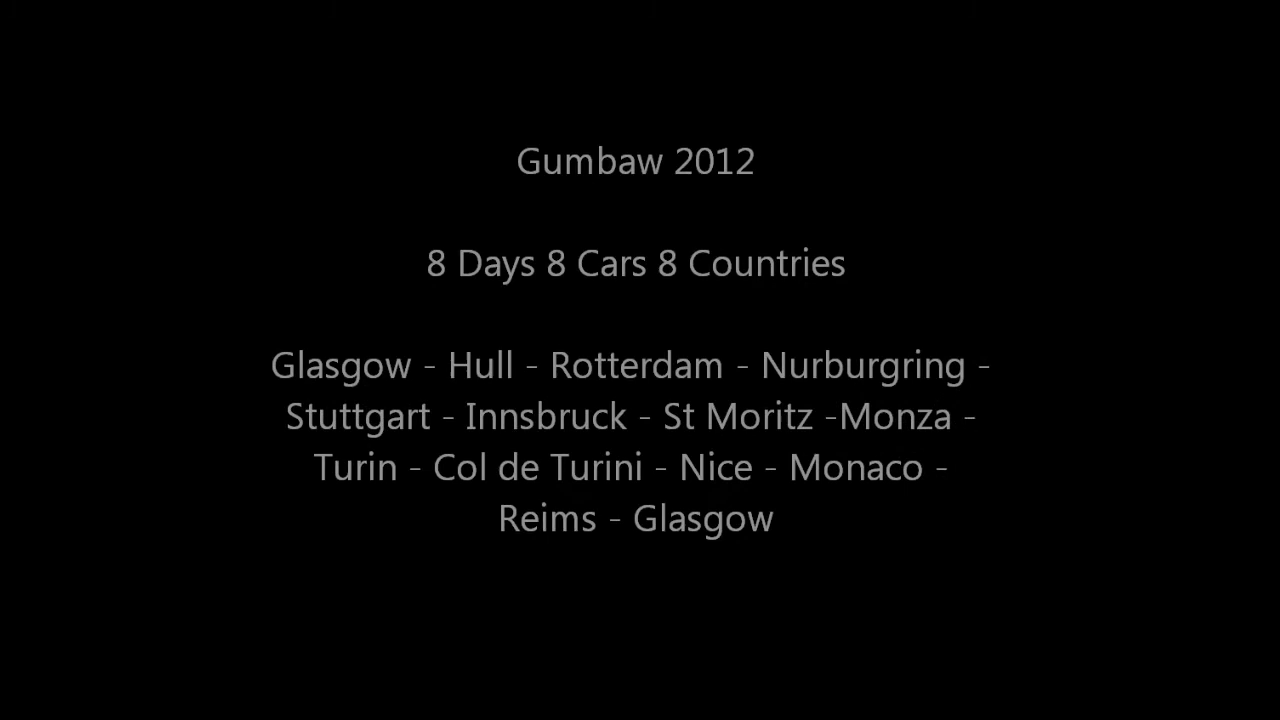 Gumbaw 2012
8 Days 8 Cars 8 Countries
Glasgow - Hull - Rotterdam - Nurburgring -
Stuttgart - Innsbruck - St Moritz -Monza -
Turin - Col de Turini - Nice - Monaco -
Reims - Glasgow